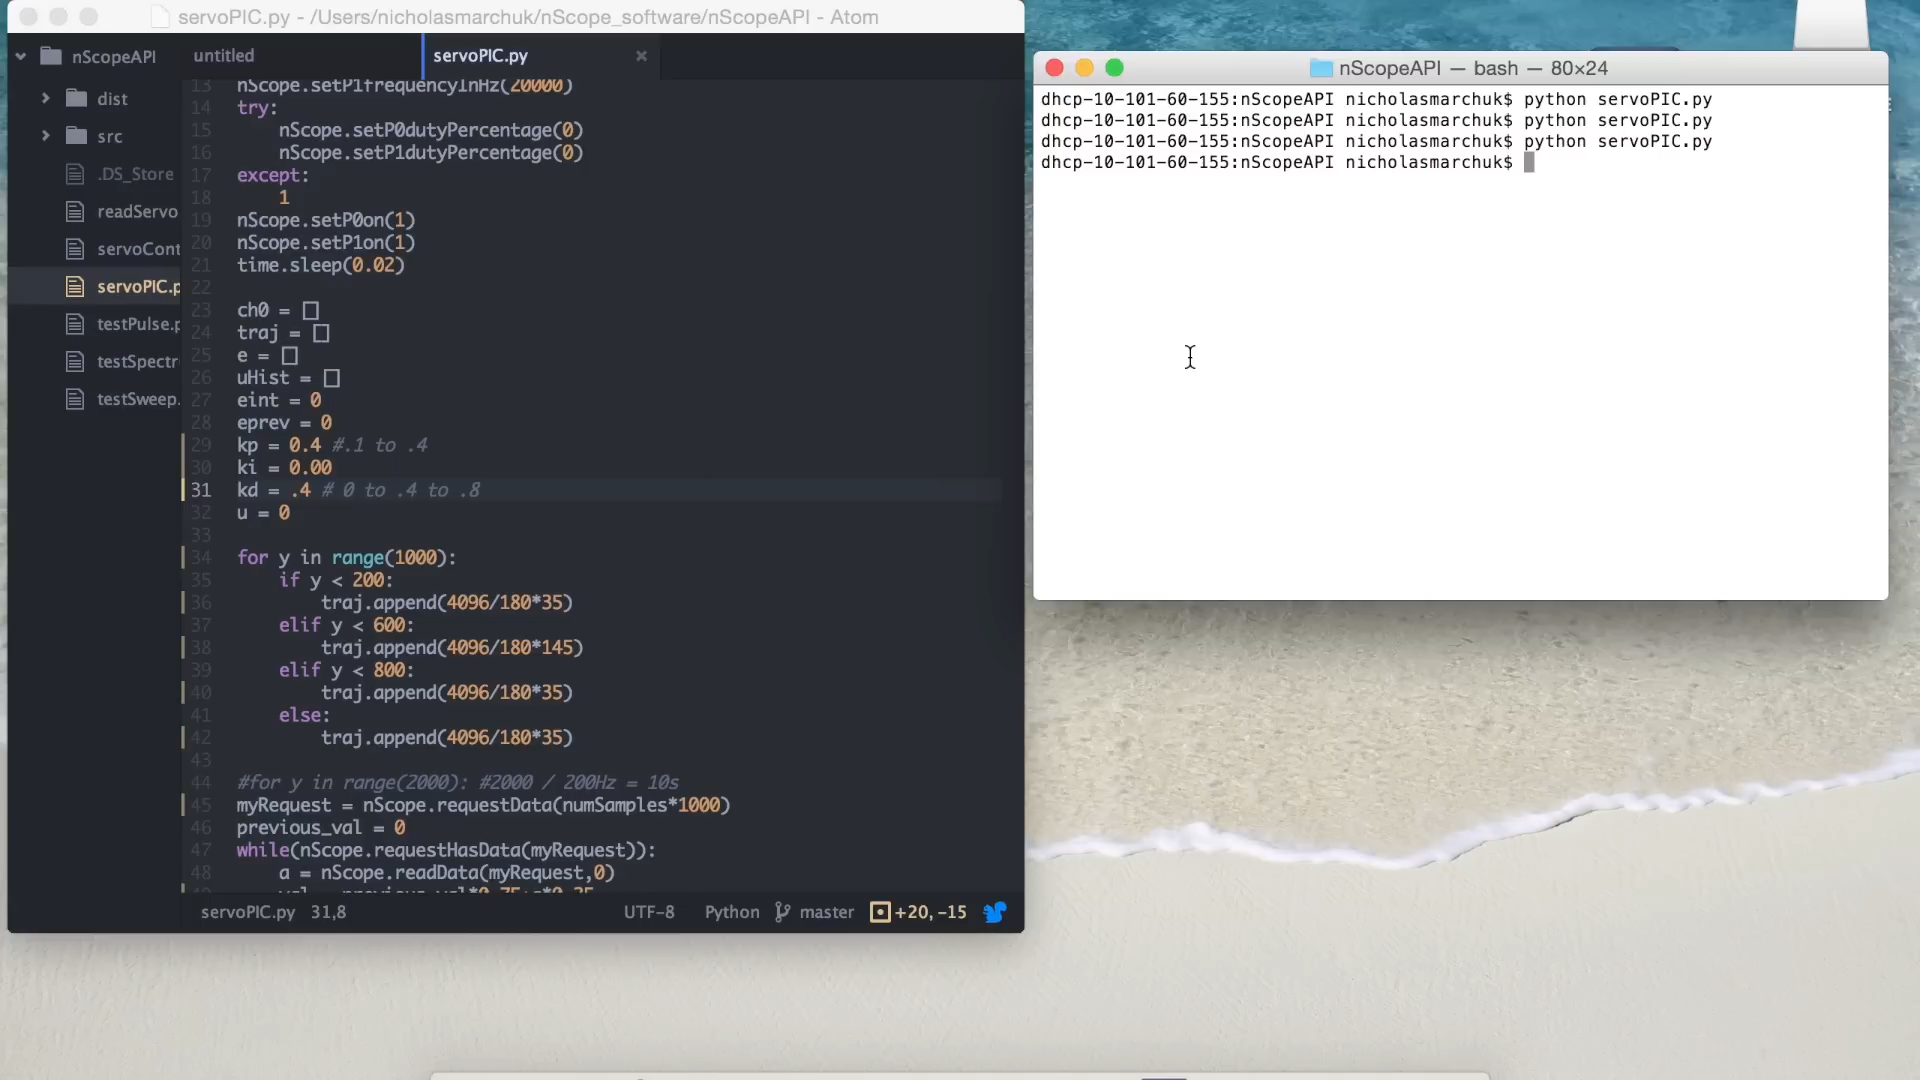 servoPIC.py - /Users/nicholasmarchuk/nScope_software/nScopeAPI - Atom
nScopeAPI
dist
src
.DS_Store
readServo
servoCont
servoPIC.p
testPulse.p
testSpectr
testSweep.
untitled
servoPIC.py
13 nScope.setP1frequencyInHz(20000)
14 try:
15 nScope.setP0dutyPercentage(0)
16 nScope.setP1dutyPercentage(0)
17 except:
18 1
19 nScope.setP0on(1)
20 nScope.setP1on(1)
21 time.sleep(0.02)
22
23 ch0 = []
24 traj = []
25 e = []
26 uHist = []
27 eint = 0
28 eprev = 0
29 kp = 0.4 #.1 to .4
30 ki = 0.00
31 kd = .4 # 0 to .4 to .8
32 u = 0
33
34 for y in range(1000):
35 if y < 200:
36 traj.append(4096/180*35)
37 elif y < 600:
38 traj.append(4096/180*145)
39 elif y < 800:
40 traj.append(4096/180*35)
41 else:
42 traj.append(4096/180*35)
43
44 #for y in range(2000): #2000 / 200Hz = 10s
45 myRequest = nScope.requestData(numSamples*1000)
46 previous_val = 0
47 while(nScope.requestHasData(myRequest)):
48 a = nScope.readData(myRequest,0)
servoPIC.py 31,8 UTF-8 Python master +20, -15
nScopeAPI — bash — 80×24
dhcp-10-101-60-155:nScopeAPI nicholasmarchuk$ python servoPIC.py
dhcp-10-101-60-155:nScopeAPI nicholasmarchuk$ python servoPIC.py
dhcp-10-101-60-155:nScopeAPI nicholasmarchuk$ python servoPIC.py
dhcp-10-101-60-155:nScopeAPI nicholasmarchuk$